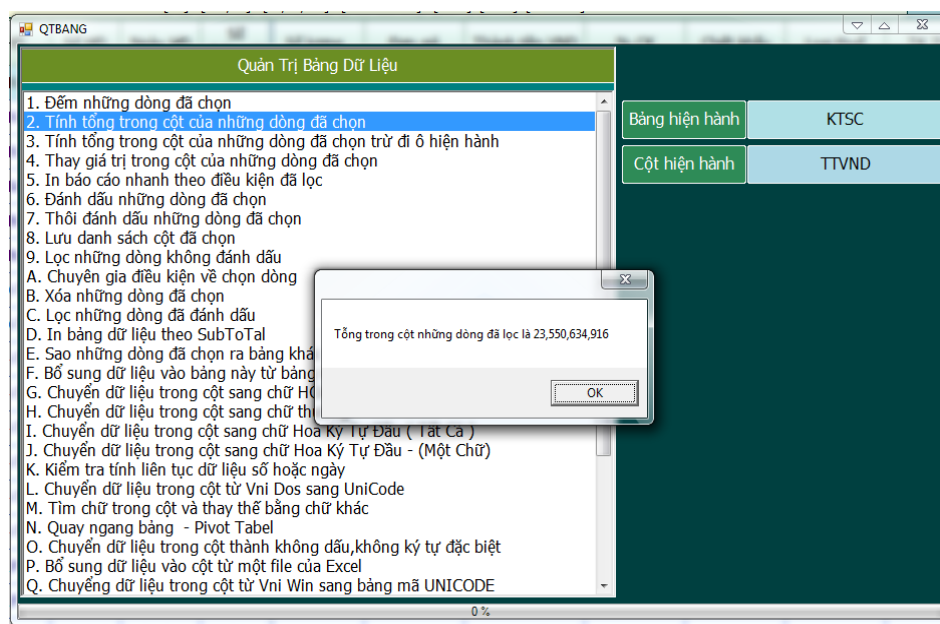 QTBANG
Quản Trị Bảng Dữ Liệu
1. Đếm những dòng đã chọn
2. Tính tổng trong cột của những dòng đã chọn
3. Tính tổng trong cột của những dòng đã chọn trừ đi ô hiện hành
4. Thay giá trị trong cột của những dòng đã chọn
5. In báo cáo nhanh theo điều kiện đã lọc
6. Đánh dấu những dòng đã chọn
7. Thôi đánh dấu những dòng đã chọn
8. Lưu danh sách cột đã chọn
9. Lọc những dòng không đánh dấu
A. Chuyên gia điều kiện về chọn dòng
B. Xóa những dòng đã chọn
C. Lọc những dòng đã đánh dấu
D. In bảng dữ liệu theo SubToTal
E. Sao những dòng đã chọn ra bảng khá
F. Bổ sung dữ liệu vào bảng này từ bảng
G. Chuyển dữ liệu trong cột sang chữ HO
H. Chuyển dữ liệu trong cột sang chữ th
I. Chuyển dữ liệu trong cột sang chữ Hoa Ký Tự Đầu ( Tất Cả )
J. Chuyển dữ liệu trong cột sang chữ Hoa Ký Tự Đầu - (Một Chữ)
K. Kiểm tra tính liên tục dữ liệu số hoặc ngày
L. Chuyển dữ liệu trong cột từ Vni Dos sang UniCode
M. Tìm chữ trong cột và thay thế bằng chữ khác
N. Quay ngang bảng - Pivot Tabel
O. Chuyển dữ liệu trong cột thành không dấu,không ký tự đặc biệt
P. Bổ sung dữ liệu vào cột từ một file của Excel
Q. Chuyểng dữ liệu trong cột từ Vni Win sang bảng mã UNICODE
Bảng hiện hành KTSC
Cột hiện hành TTVND
Tỗng trong cột những dòng đã lọc là 23,550,634,916
OK
0 %